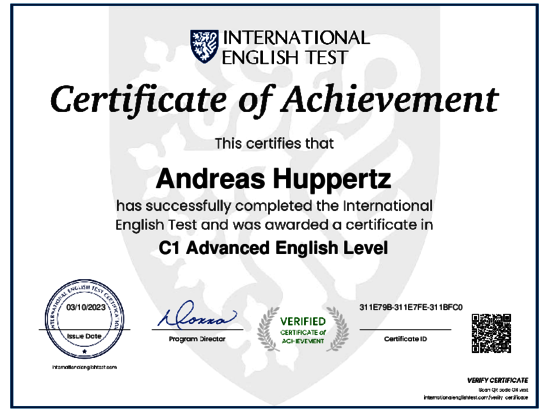 INTERNATIONAL
ENGLISH TEST
Certificate of Achievement
This certifies that
Andreas Huppertz
has successfully completed the International
English Test and was awarded a certificate in
C1 Advanced English Level
INTERNATIONAL ENGLISH TEST
03/10/2023
Issue Date
internationalenglishtest.com
Donna
Program Director
VERIFIED
CERTIFICATE of
ACHIEVEMENT
311E79B-311E7FE-311BFC0
Certificate ID
VERIFY CERTIFICATE
Scan QR code OR visit
internationalenglishtest.com/verify_certificate